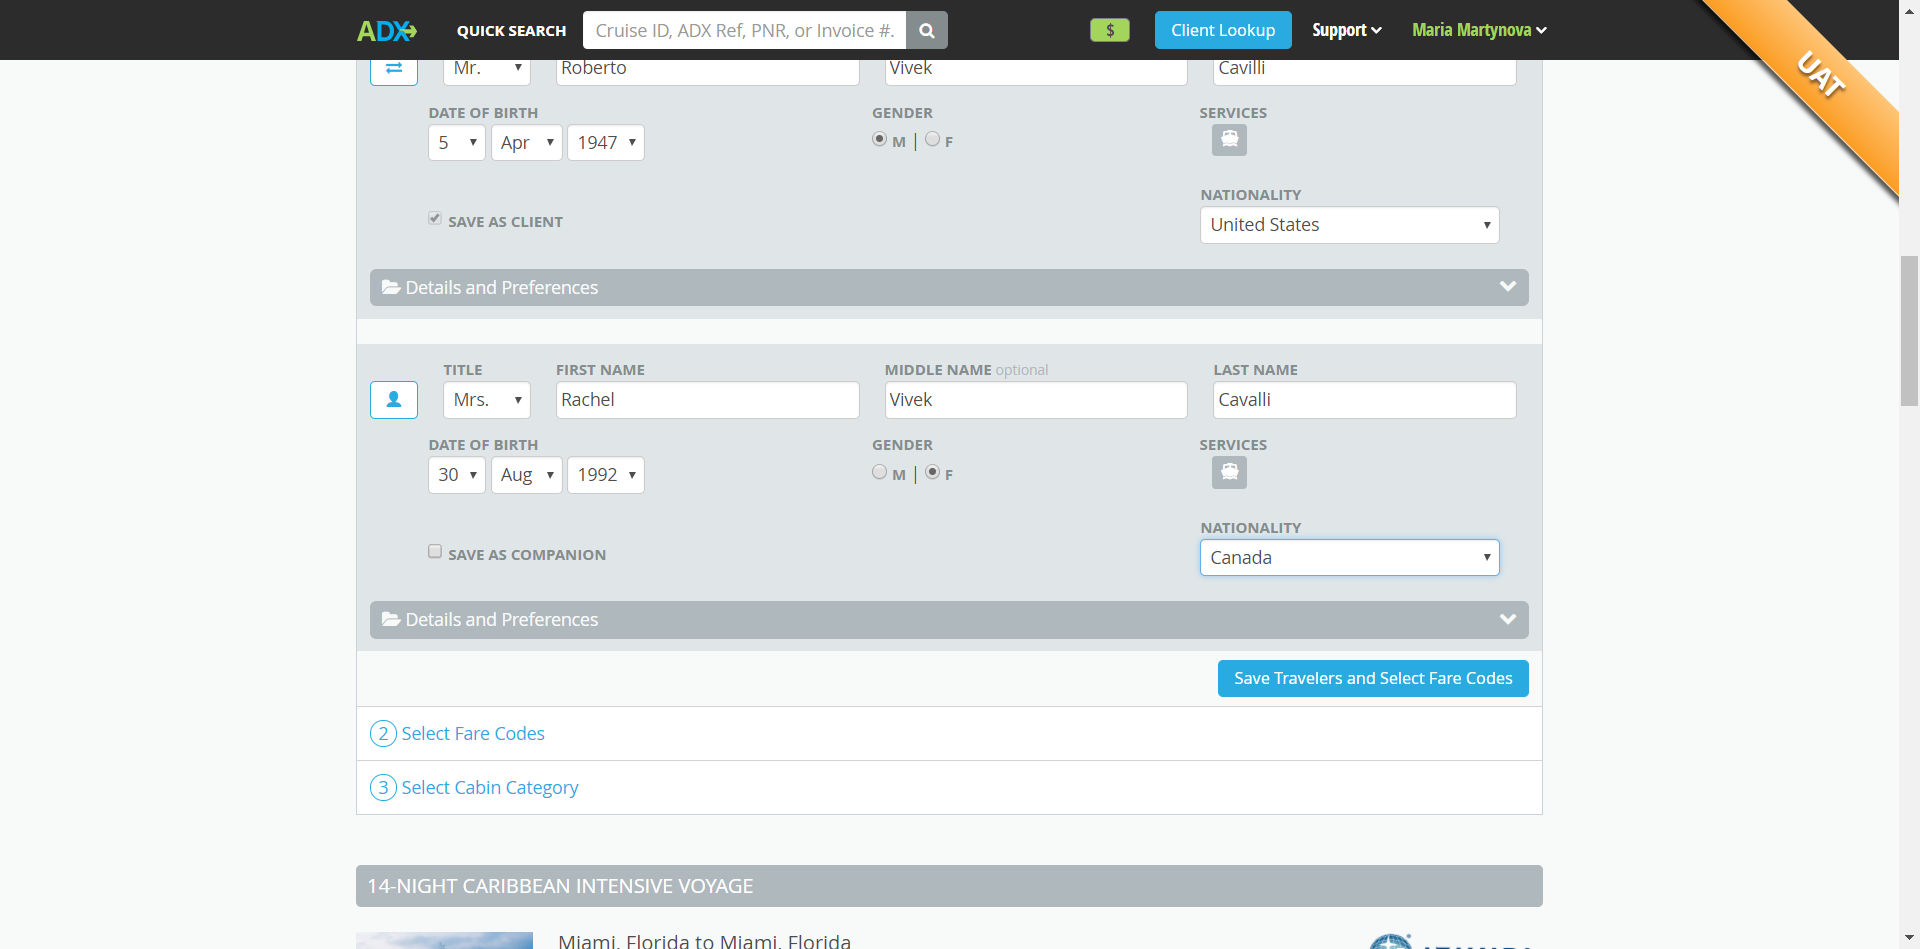 ADX QUICK SEARCH Cruise ID, ADX Ref, PNR, or Invoice #. $ Client Lookup Support Maria Martynova
UAT
Mr. Roberto Vivek Cavilli
DATE OF BIRTH GENDER SERVICES
5 Apr 1947 M | F
NATIONALITY
SAVE AS CLIENT United States
Details and Preferences
TITLE FIRST NAME MIDDLE NAME optional LAST NAME
Mrs. Rachel Vivek Cavalli
DATE OF BIRTH GENDER SERVICES
30 Aug 1992 M | F
NATIONALITY
SAVE AS COMPANION Canada
Details and Preferences
Save Travelers and Select Fare Codes
2 Select Fare Codes
3 Select Cabin Category
14-NIGHT CARIBBEAN INTENSIVE VOYAGE
Miami, Florida to Miami, Florida